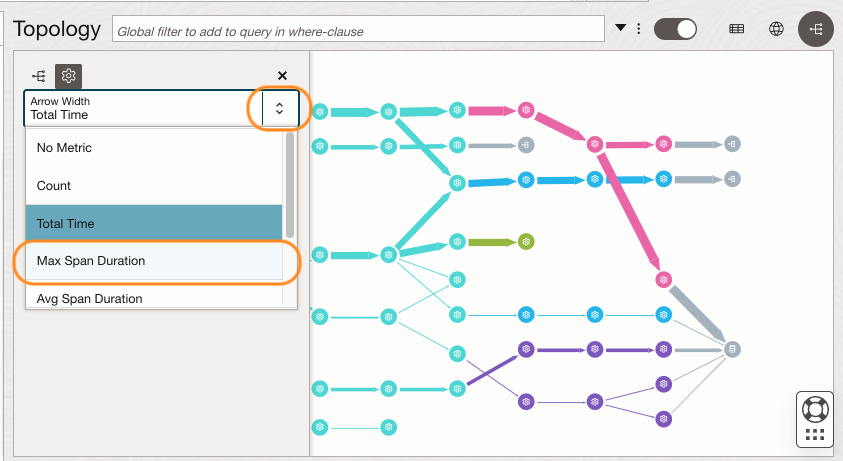 Topology
Global filter to add to query in where-clause
Arrow Width
Total Time
No Metric
Count
Total Time
Max Span Duration
Avg Span Duration